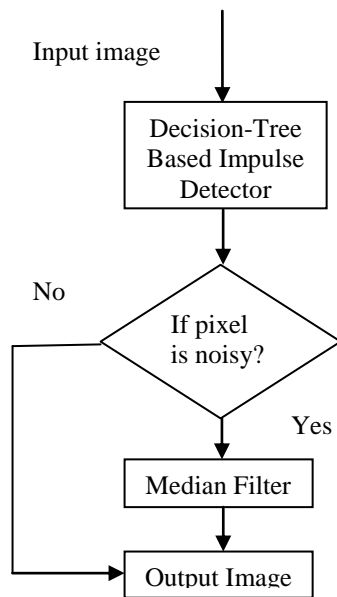 Input image
Decision-Tree
Based Impulse
Detector
No
If pixel
is noisy?
Yes
Median Filter
Output Image